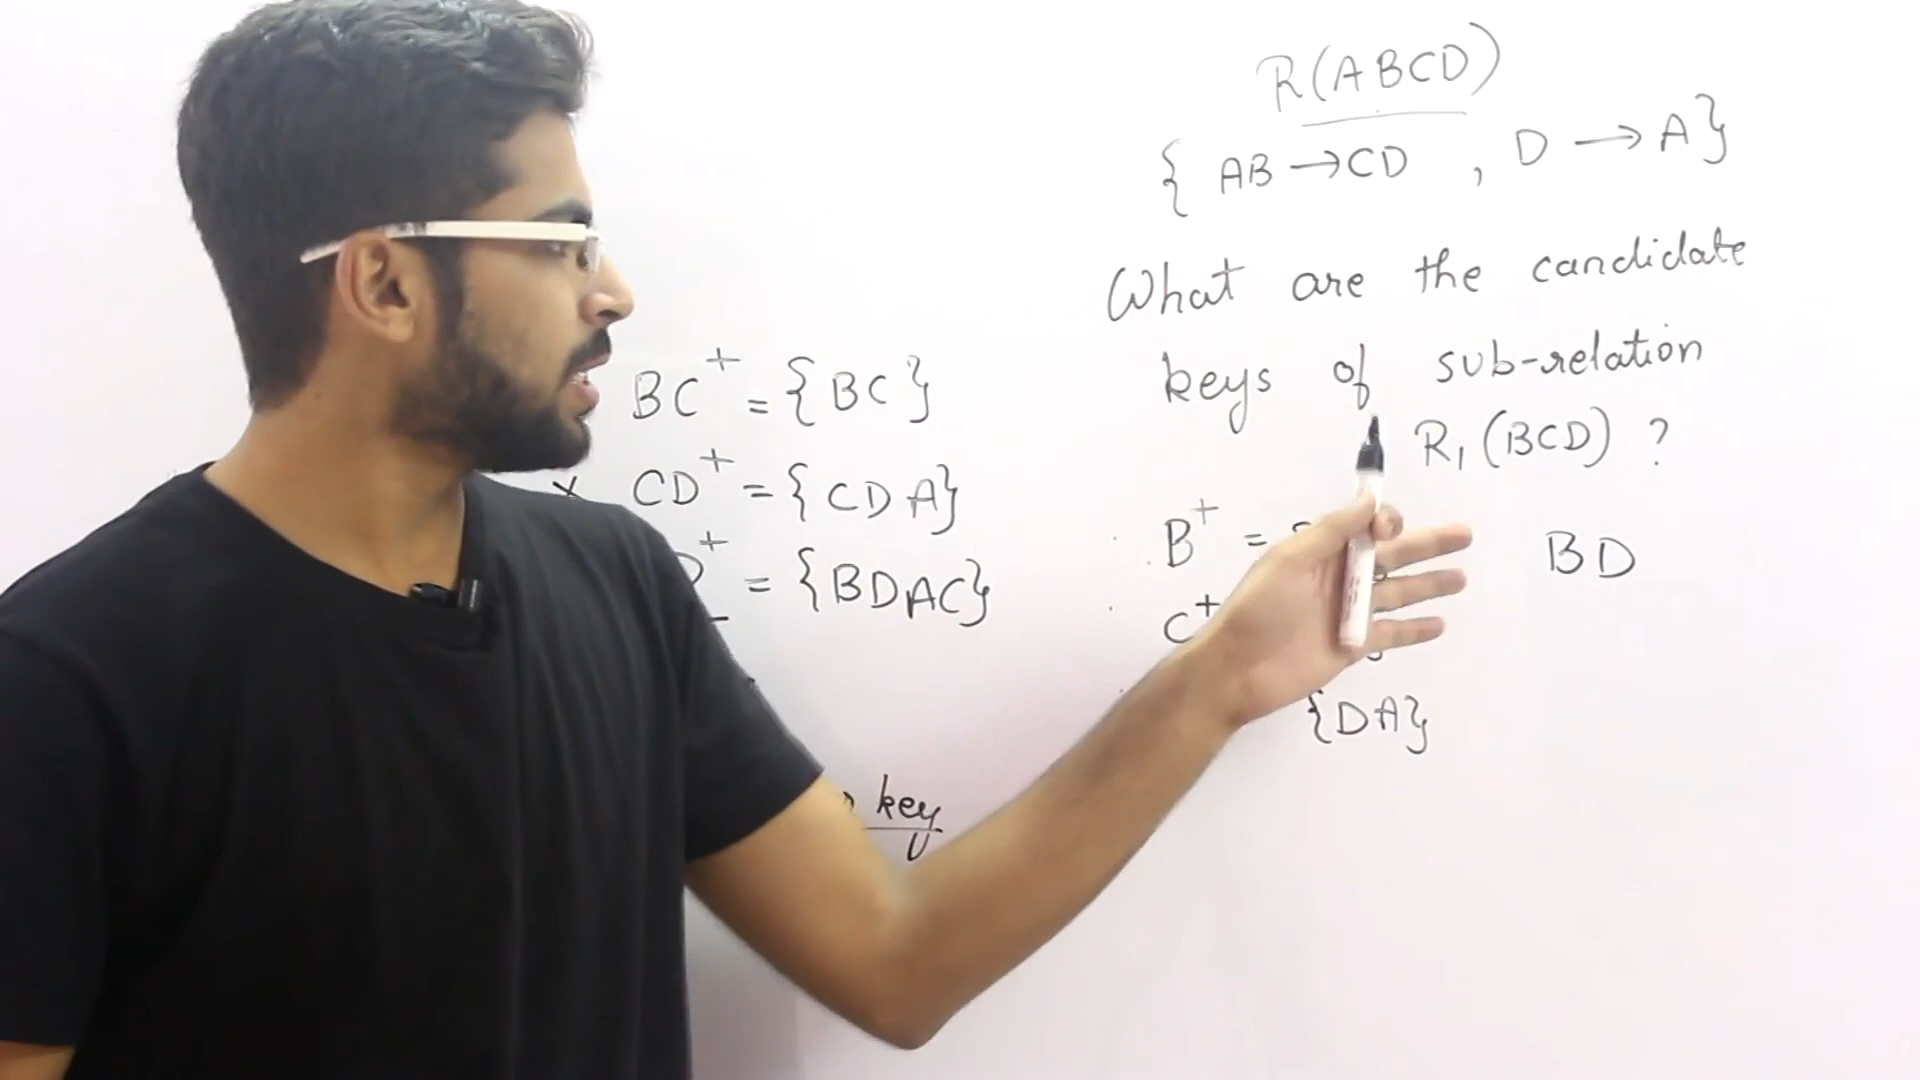 R(ABCD)
{ AB → CD , D → A }
What are the candidate
keys of sub-relation
R₁ (BCD) ?
BC⁺ = {BC}
x CD⁺ = {CDA}
D⁺ = {BDAC}
key
B⁺ =
C⁺
{DA}
BD